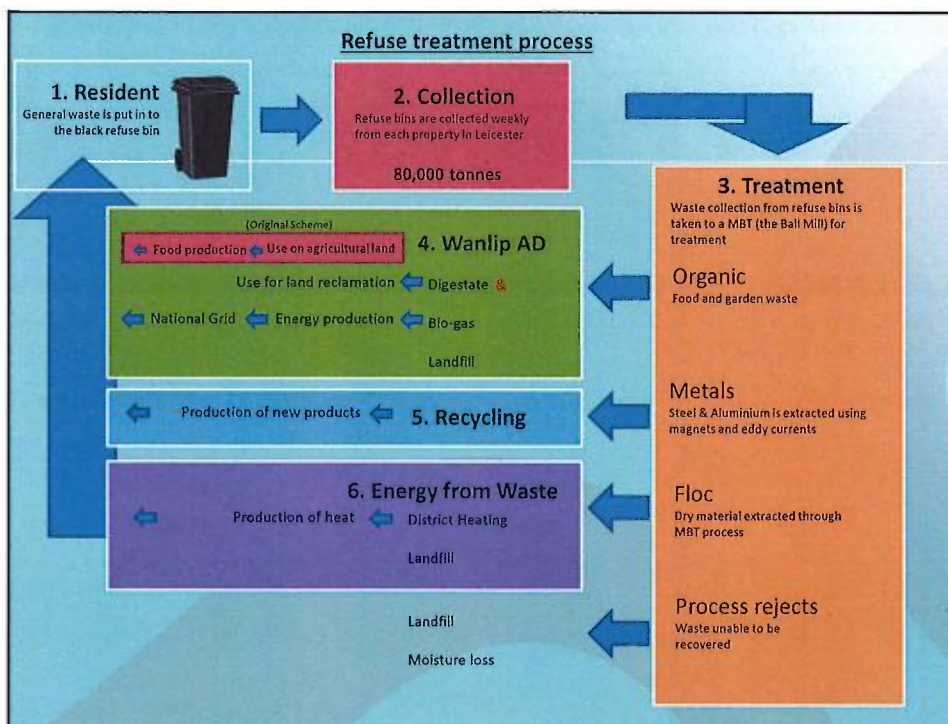 Refuse treatment process
1. Resident
General waste is put in to
the black refuse bin
2. Collection
Refuse bins are collected weekly
from each property in Leicester
80,000 tonnes
3. Treatment
Waste collection from refuse bins is
taken to a MBT (the Ball Mill) for
treatment
Organic
Food and garden waste
Metals
Steel & Aluminium is extracted using
magnets and eddy currents
Floc
Dry material extracted through
MBT process
Process rejects
Waste unable to be
recovered
(Original Scheme)
4. Wanlip AD
Food production Use on agricultural land
Use for land reclamation Digestate &
National Grid Energy production Bio-gas
Landfill
Production of new products 5. Recycling
6. Energy from Waste
Production of heat District Heating
Landfill
Landfill
Moisture loss